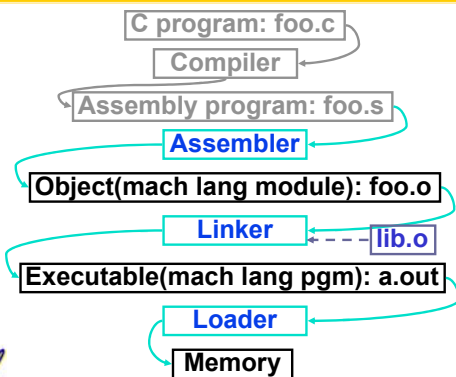 C program: foo.c
Compiler
Assembly program: foo.s
Assembler
Object(mach lang module): foo.o
Linker
lib.o
Executable(mach lang pgm): a.out
Loader
Memory